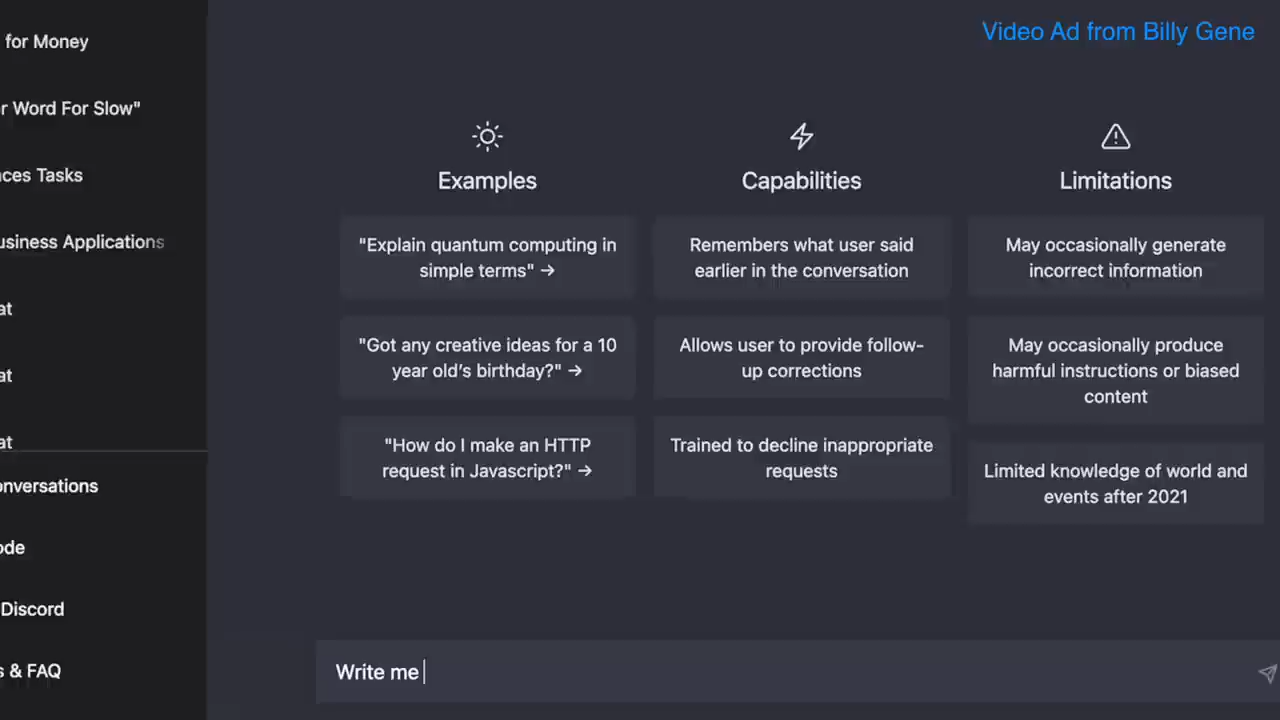 for Money
r Word For Slow"
ces Tasks
usiness Applications
at
at
at
onversations
ode
Discord
s & FAQ
Video Ad from Billy Gene
Examples
"Explain quantum computing in
simple terms" →
"Got any creative ideas for a 10
year old's birthday?" →
"How do I make an HTTP
request in Javascript?" →
Capabilities
Remembers what user said
earlier in the conversation
Allows user to provide follow-
up corrections
Trained to decline inappropriate
requests
Limitations
May occasionally generate
incorrect information
May occasionally produce
harmful instructions or biased
content
Limited knowledge of world and
events after 2021
Write me